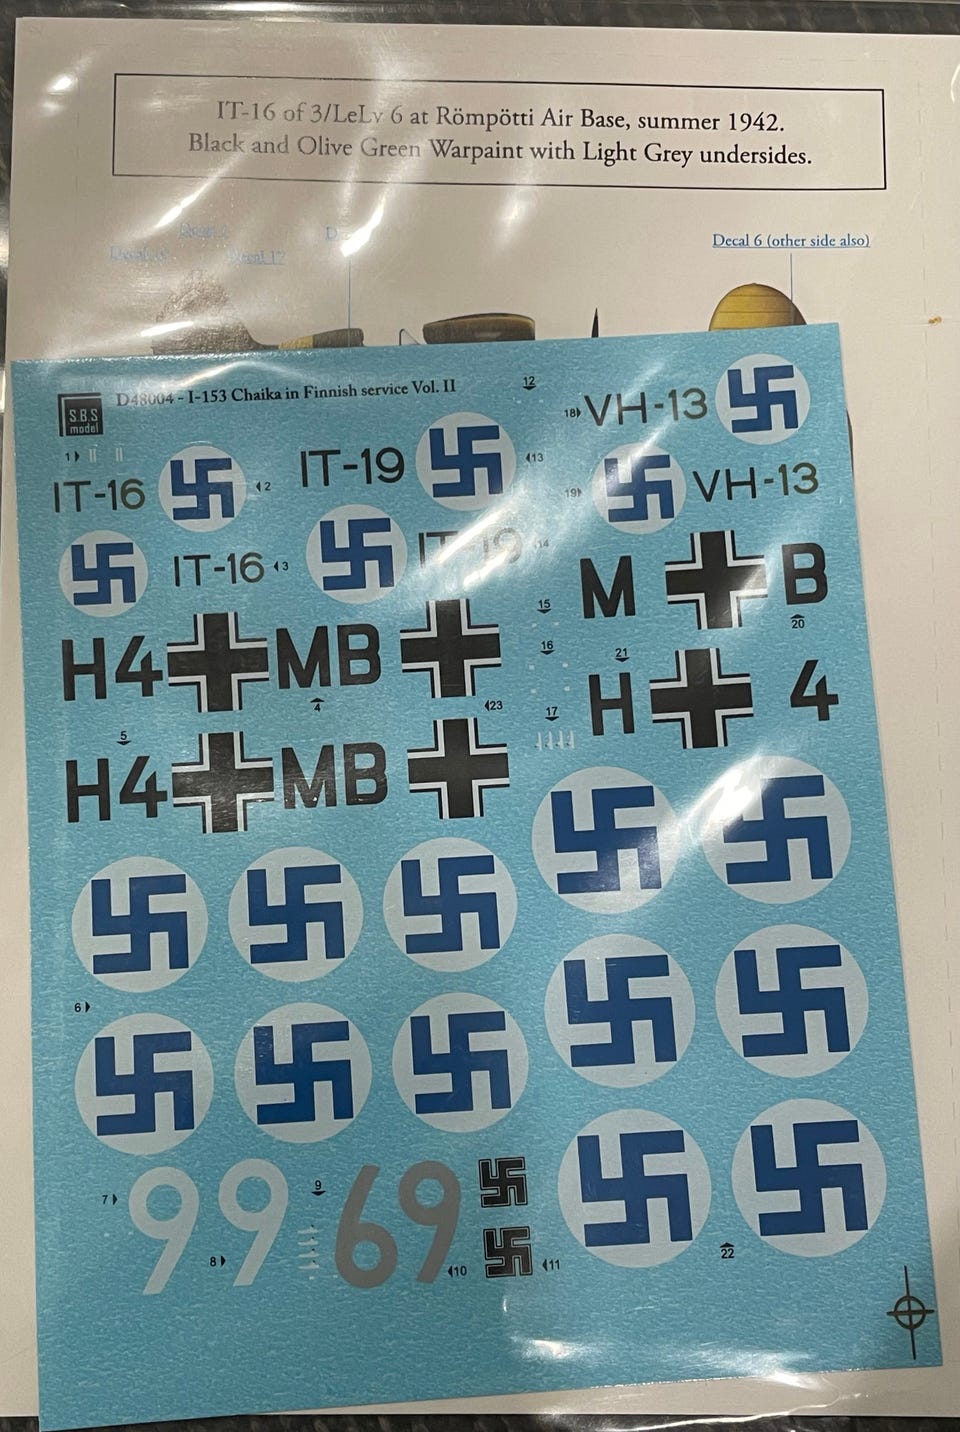 IT-16 of 3/LeLv 6 at Römpötti Air Base, summer 1942.
Black and Olive Green Warpaint with Light Grey undersides.
Decal 17
Decal 6 (other side also)
S.B.S
model
D48004 - I-153 Chaika in Finnish service Vol. II
12
18 VH-13
1
IT-16
2
IT-19
13
19
VH-13
IT-16
3
IT-19
14
M B
20
15
16
H4 MB
4
23
21
H 4
17
5
H4 MB
6
7
9
8
9
9
69
10
11
22